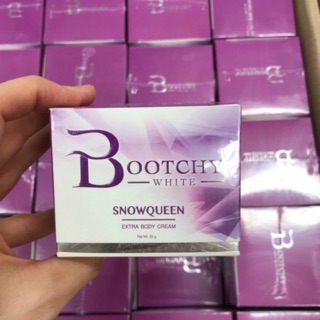 BOOTCHY
WHITE
SNOWQUEEN
EXTRA BODY CREAM